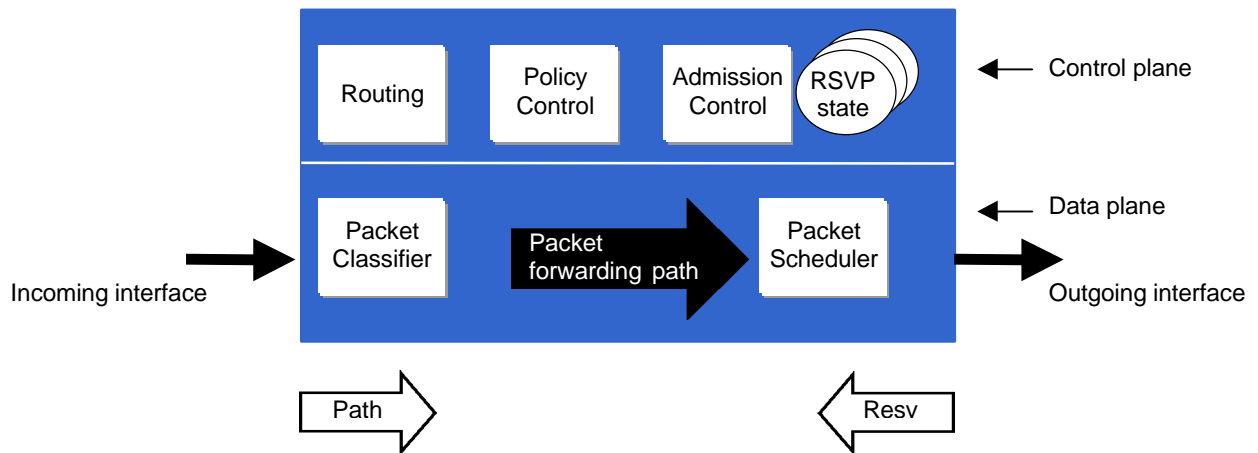 Routing
Policy
Control
Admission
Control
RSVP
state
Control plane
Packet
Classifier
Packet
forwarding path
Packet
Scheduler
Data plane
Incoming interface
Outgoing interface
Path
Resv